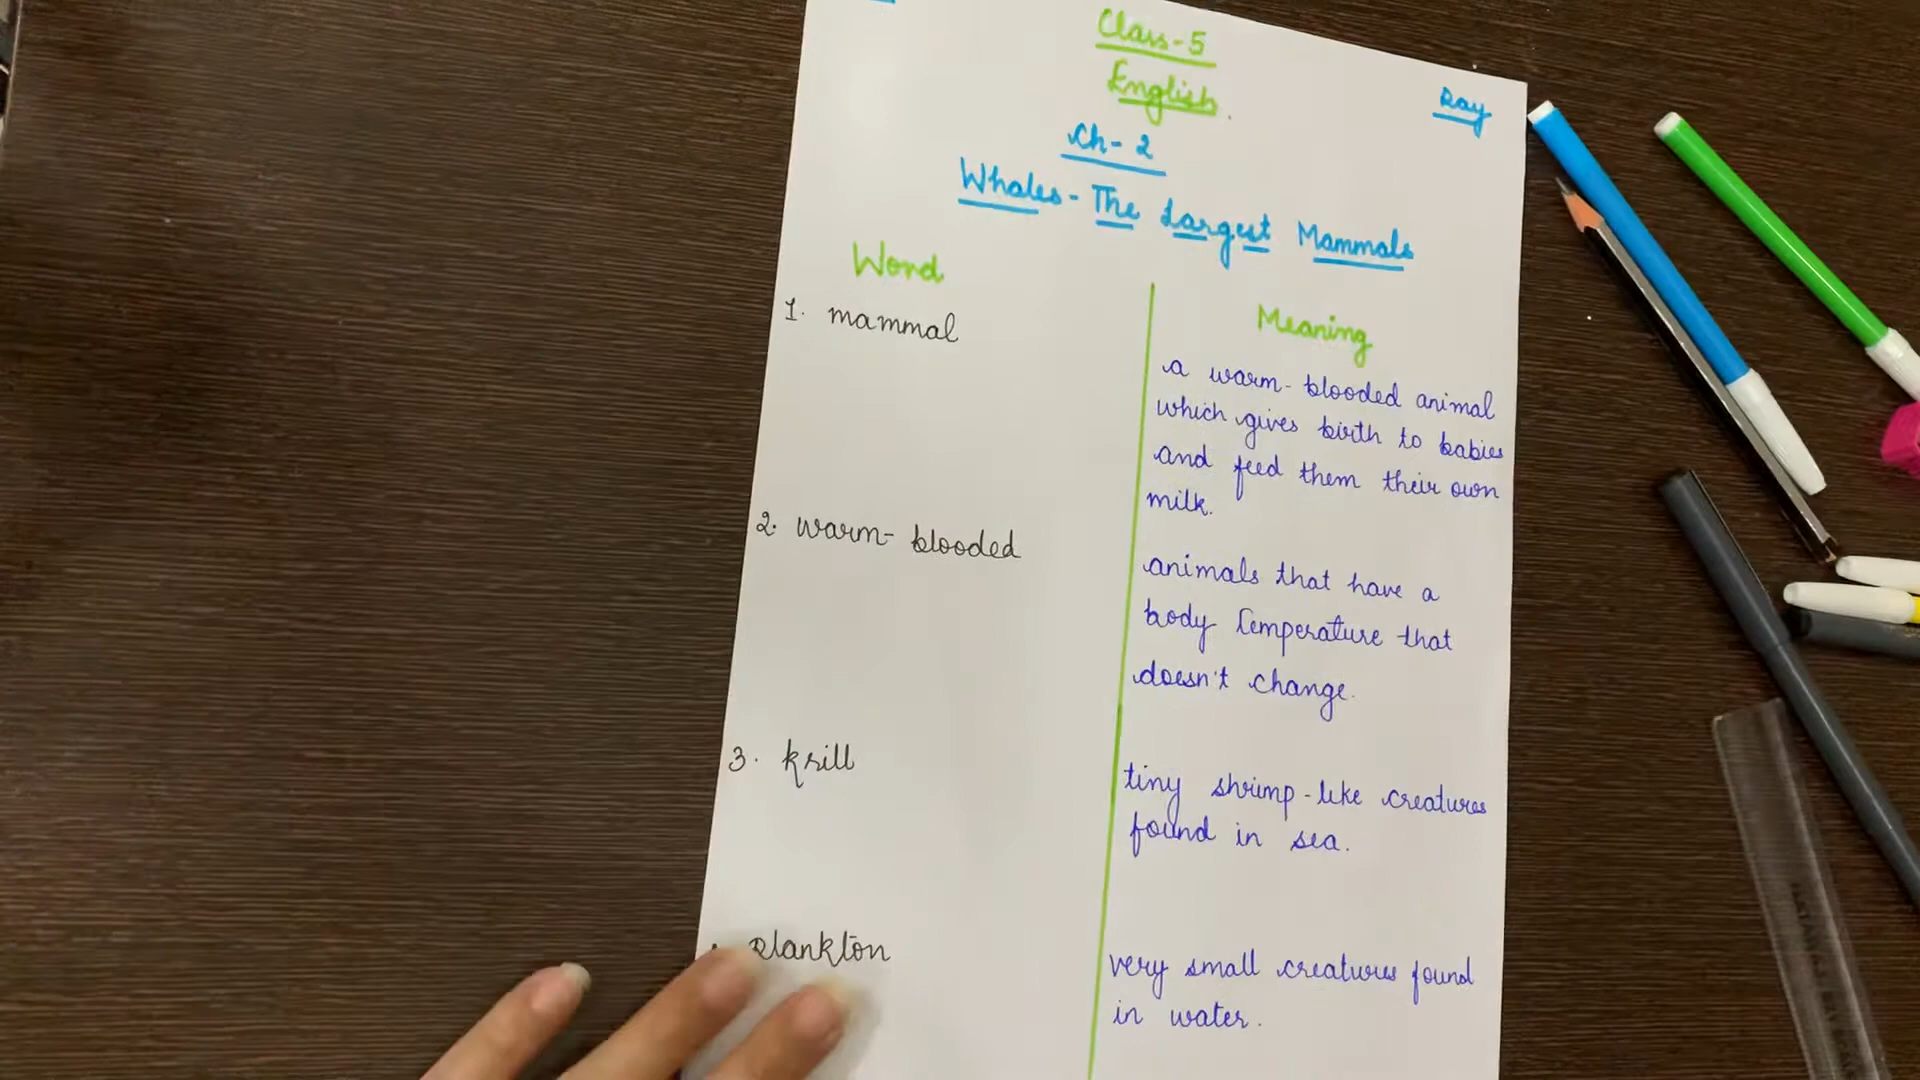 Class-5
English.
Day
Ch-2
Whales-The Largest Mammals
Word
Meaning
1. mammal
a warm-blooded animal
which gives birth to babies
and feed them their own
milk.
2. warm-blooded
animals that have a
body Temperature that
doesn't change.
3. krill
tiny shrimp-like creatures
found in sea.
Plankton
very small creatures found
in water.